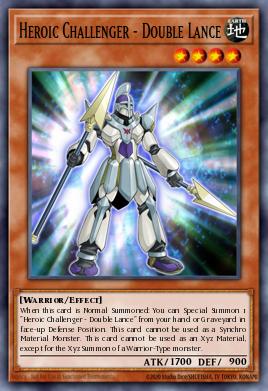 Heroic Challenger - Double Lance
EARTH
地
[Warrior/Effect]
When this card is Normal Summoned: You can Special Summon 1
"Heroic Challenger - Double Lance" from your hand or Graveyard in
face-up Defense Position. This card cannot be used as a Synchro
Material Monster. This card cannot be used as an Xyz Material,
except for the Xyz Summon of a Warrior-Type monster.
ATK/1700 DEF/ 900
©2020 Studio Dice/SHUEISHA, TV TOKYO, KONAMI